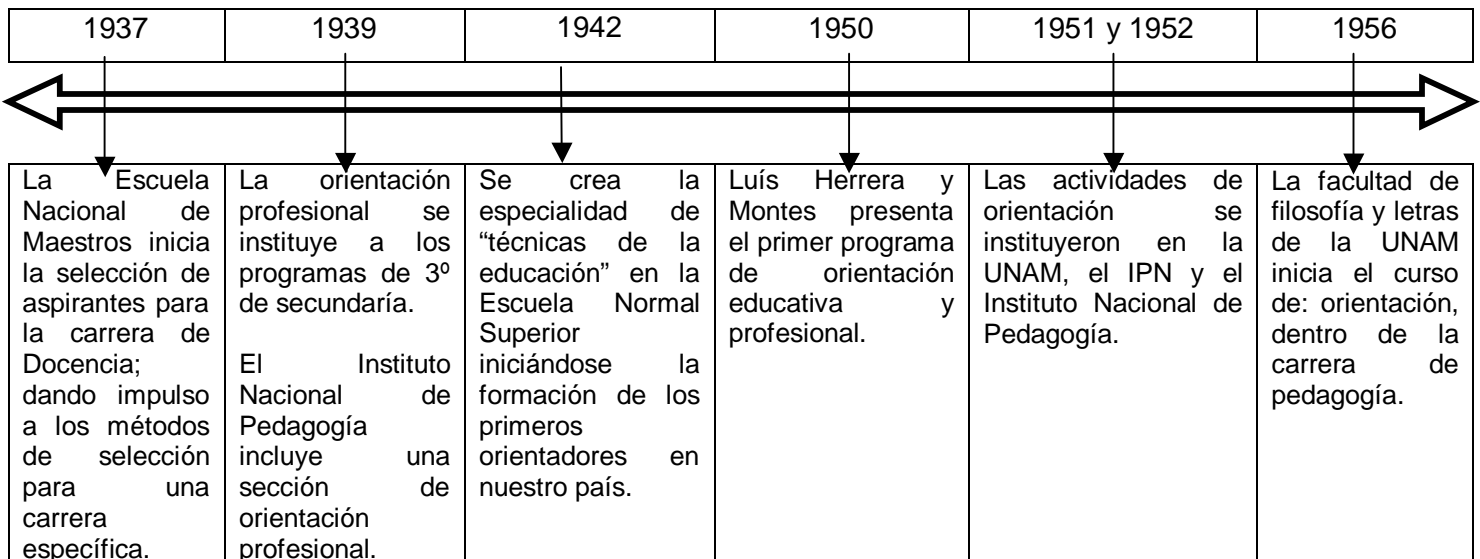 1937
1939
1942
1950
1951 y 1952
1956
La Escuela
Nacional de
Maestros inicia
la selección de
aspirantes para
la carrera de
Docencia;
dando impulso
a los métodos
de selección
para una
carrera
específica.
La orientación
profesional se
instituye a los
programas de 3º
de secundaría.
El Instituto
Nacional de
Pedagogía
incluye una
sección de
orientación
profesional.
Se crea la
especialidad de
“técnicas de la
educación” en la
Escuela Normal
Superior
iniciándose la
formación de los
primeros
orientadores en
nuestro país.
Luís Herrera y
Montes presenta
el primer programa
de orientación
educativa y
profesional.
Las actividades de
orientación se
instituyeron en la
UNAM, el IPN y el
Instituto Nacional de
Pedagogía.
La facultad de
filosofía y letras
de la UNAM
inicia el curso
de: orientación,
dentro de la
carrera de
pedagogía.